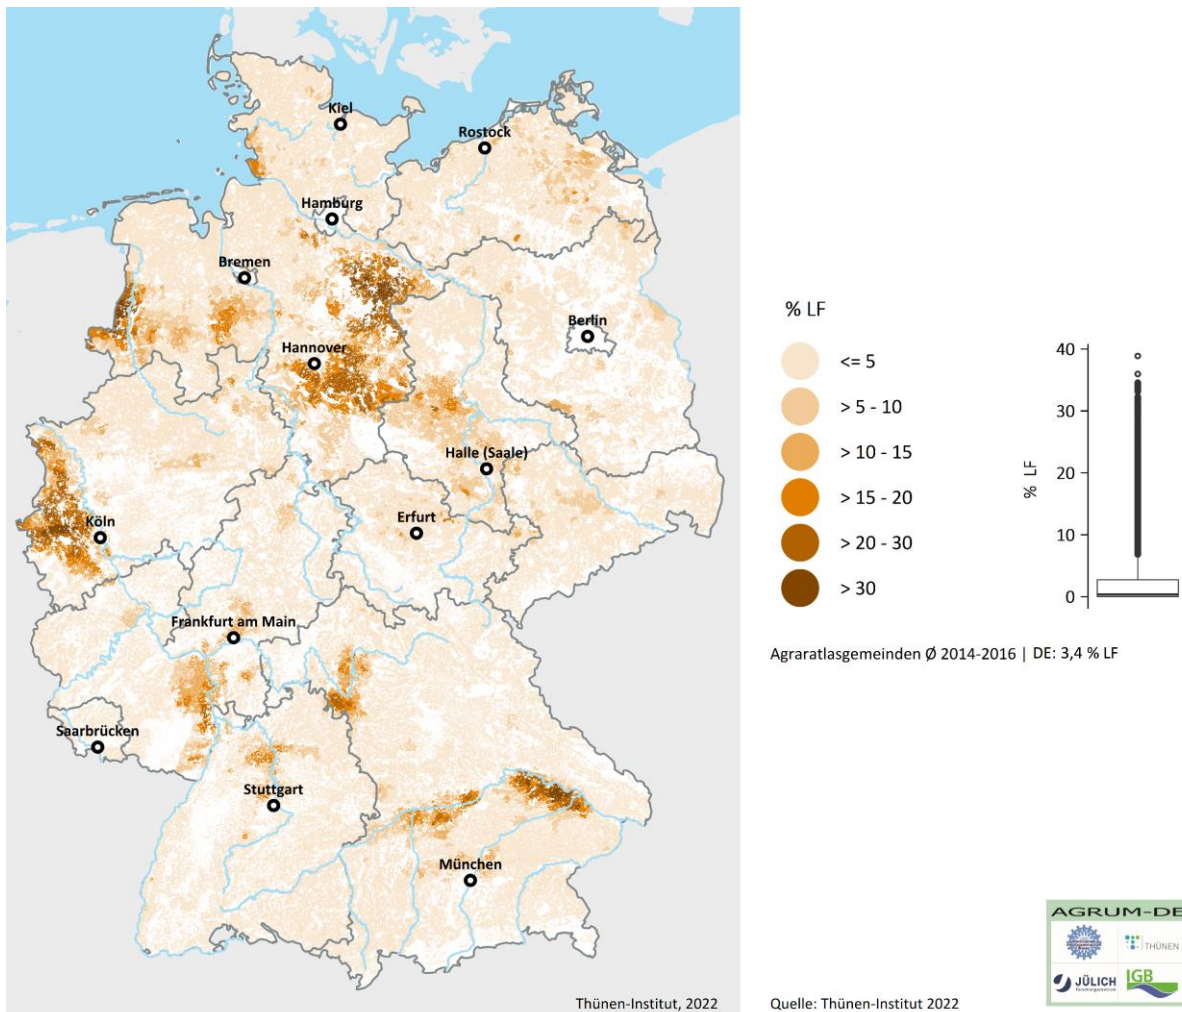 Kiel
Rostock
Hamburg
Bremen
Berlin
Hannover
Halle (Saale)
Köln
Erfurt
Frankfurt am Main
Saarbrücken
Stuttgart
München
Thünen-Institut, 2022
% LF
<= 5
> 5 - 10
> 10 - 15
> 15 - 20
> 20 - 30
> 30
% LF
40
30
20
10
0
Agraratlasgemeinden Ø 2014-2016 | DE: 3,4 % LF
Quelle: Thünen-Institut 2022
AGRUM-DE
THÜNEN
JÜLICH
Forschungszentrum
IGB